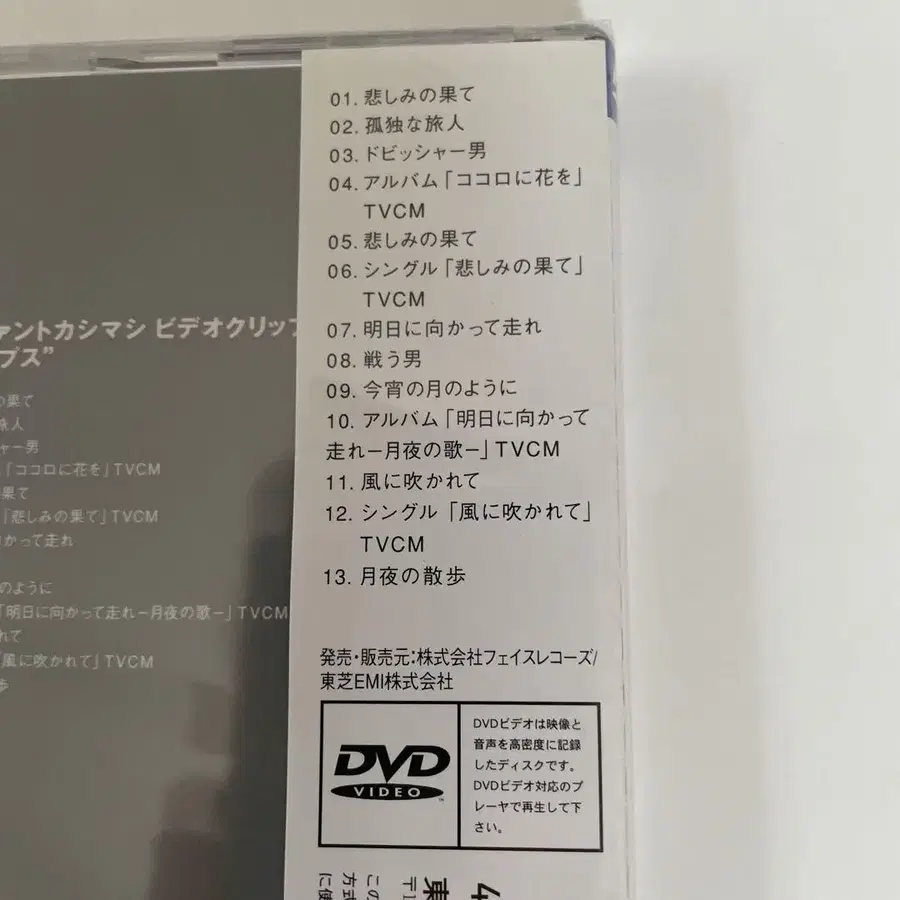 01. 悲しみの果て
02. 孤独な旅人
03. ドビッシャー男
04. アルバム「ココロに花を」
TVCM
05. 悲しみの果て
06. シングル「悲しみの果て」
TVCM
07. 明日に向かって走れ
08. 戦う男
09. 今宵の月のように
10. アルバム「明日に向かって
走れー月夜の歌ー」TVCM
11. 風に吹かれて
12. シングル「風に吹かれて」
TVCM
13. 月夜の散歩
発売・販売元:株式会社フェイスレコーズ/
東芝EMI株式会社
DVD
VIDEO
TM
DVDビデオは映像と
音声を高密度に記録
したディスクです。
DVDビデオ対応のプ
レーヤで再生して下
さい。
ァントカシマシ ビデオクリップ
プス”
の果て
旅人
ャー男
「ココロに花を」TVCM
果て
「悲しみの果て」TVCM
向かって走れ
のように
「明日に向かって走れー月夜の歌ー」TVCM
れて
「風に吹かれて」TVCM
歩
4
東
〒1
この
方式
に使